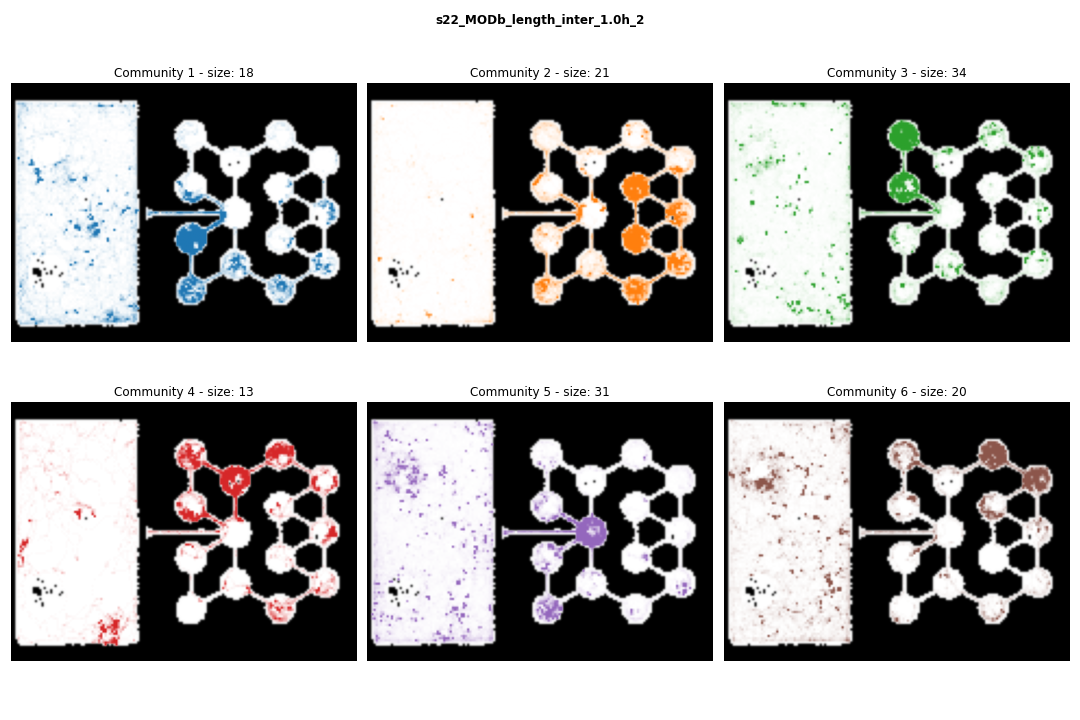 s22_MODb_length_inter_1.0h_2
Community 1 - size: 18
Community 2 - size: 21
Community 3 - size: 34
Community 4 - size: 13
Community 5 - size: 31
Community 6 - size: 20